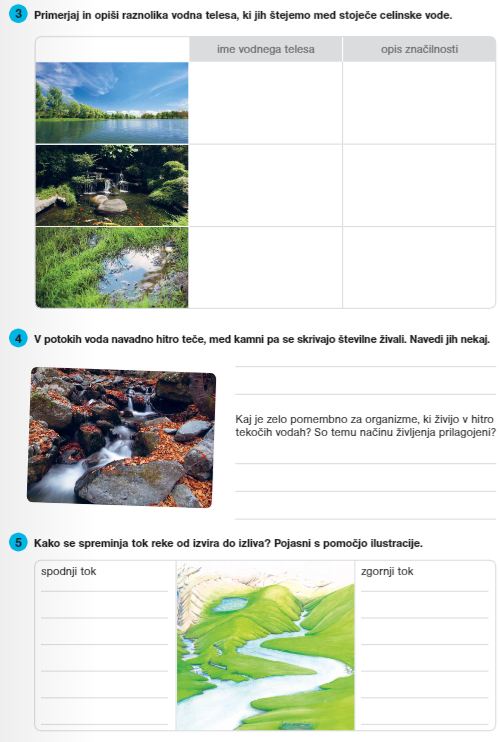 3 Primerjaj in opiši raznolika vodna telesa, ki jih štejemo med stoječe celinske vode.
ime vodnega telesa
opis značilnosti
4 V potokih voda navadno hitro teče, med kamni pa se skrivajo številne živali. Navedi jih nekaj.
Kaj je zelo pomembno za organizme, ki živijo v hitro
tekočih vodah? So temu načinu življenja prilagojeni?
5 Kako se spreminja tok reke od izvira do izliva? Pojasni s pomočjo ilustracije.
spodnji tok
zgornji tok